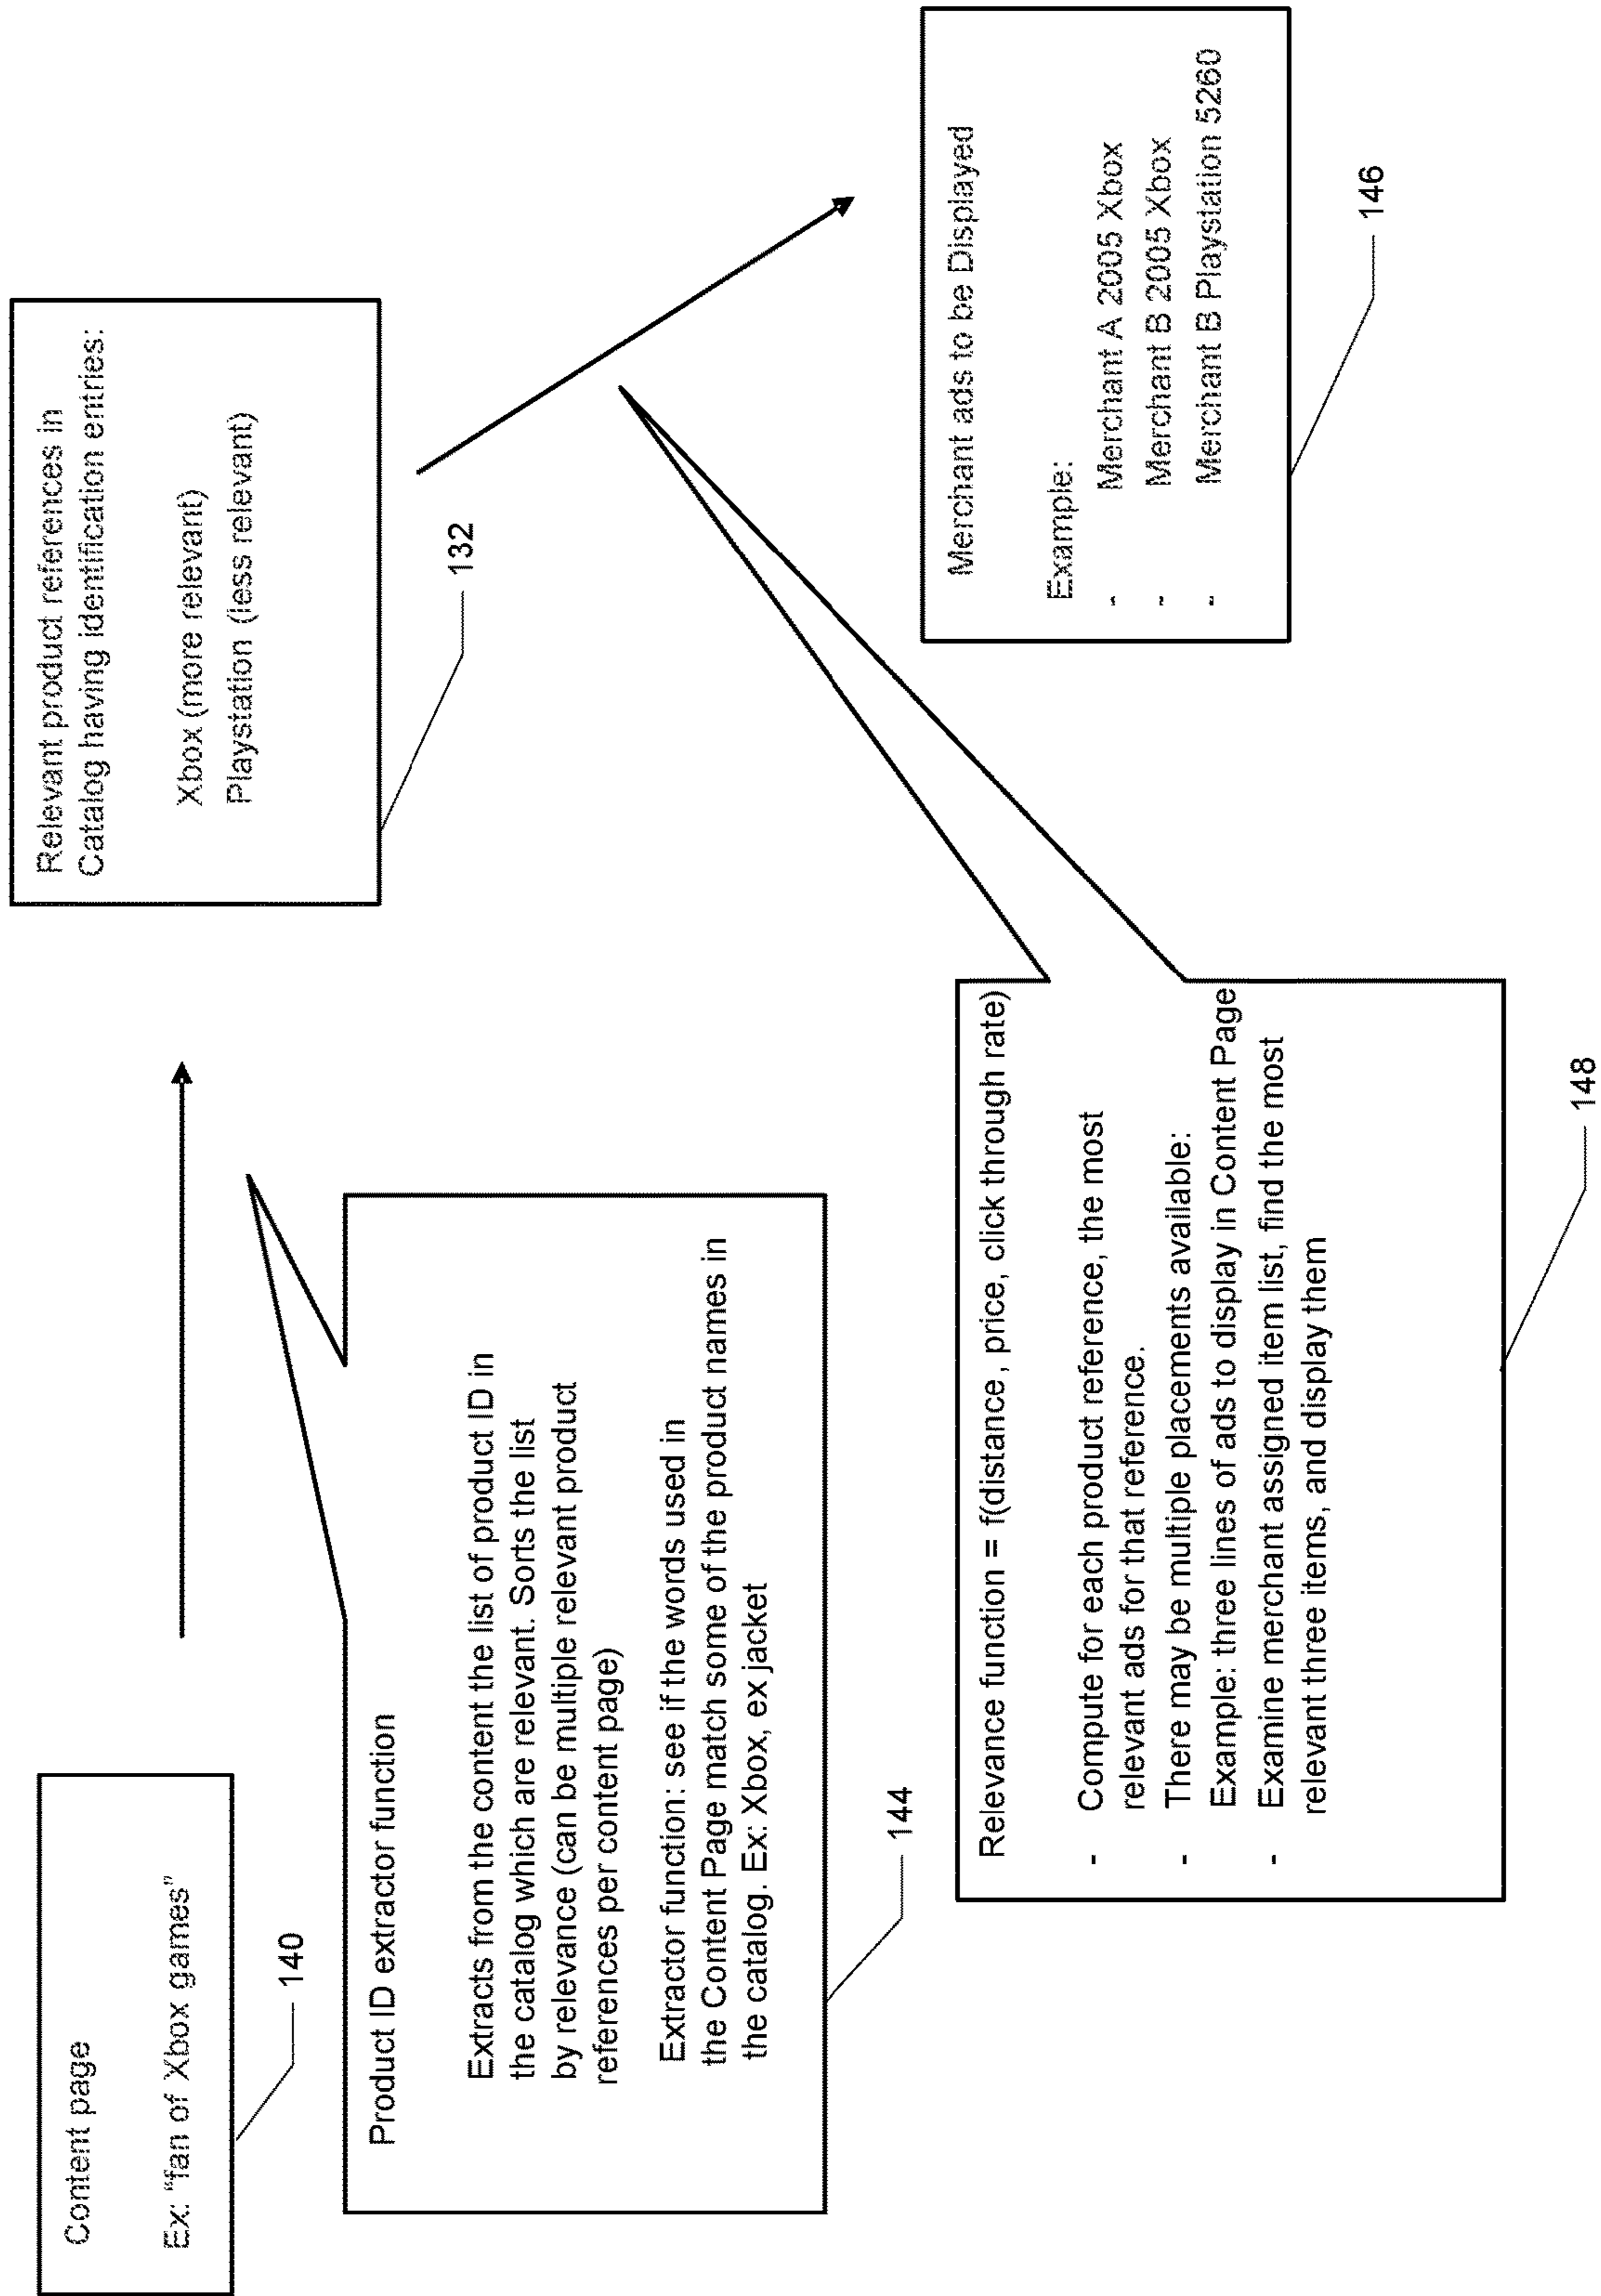 Content page
Ex: “fan of Xbox games”
140
Product ID extractor function
Extracts from the content the list of product ID in
the catalog which are relevant. Sorts the list
by relevance (can be multiple relevant product
references per content page)
Extractor function: see if the words used in
the Content Page match some of the product names in
the catalog. Ex: Xbox, ex jacket
144
Relevant product references in
Catalog having identification entries:
Xbox (more relevant)
Playstation (less relevant)
132
Relevance function = f(distance, price, click through rate)
- Compute for each product reference, the most
relevant ads for that reference.
- There may be multiple placements available:
Example: three lines of ads to display in Content Page
- Examine merchant assigned item list, find the most
relevant three items, and display them
148
Merchant ads to be Displayed
Example:
- Merchant A 2005 Xbox
- Merchant B 2005 Xbox
- Merchant B Playstation 5260
146